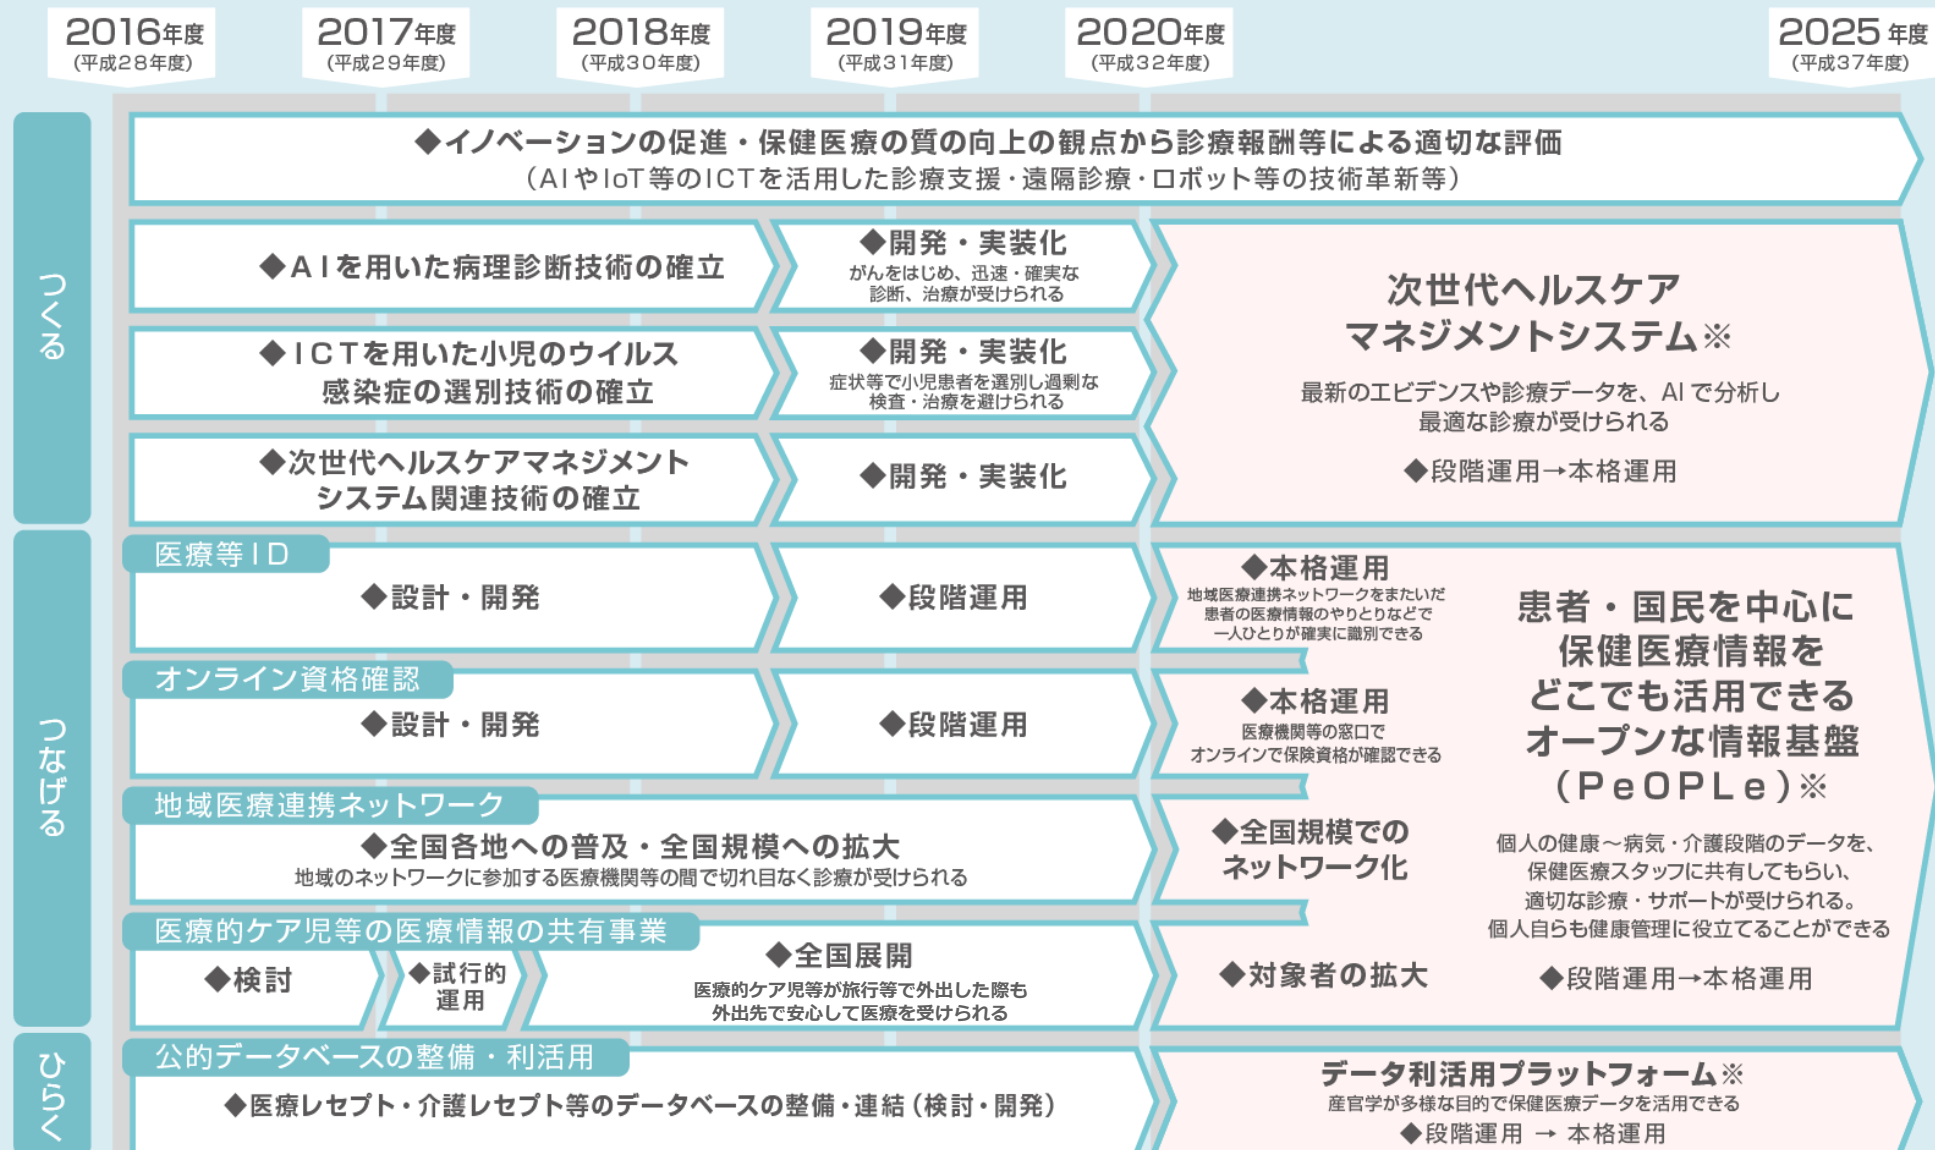 2016年度
(平成28年度)
2017年度
(平成29年度)
2018年度
(平成30年度)
2019年度
(平成31年度)
2020年度
(平成32年度)
2025年度
(平成37年度)
つくる
◆イノベーションの促進・保健医療の質の向上の観点から診療報酬等による適切な評価
(AIやIoT等のICTを活用した診療支援・遠隔診療・ロボット等の技術革新等)
◆AIを用いた病理診断技術の確立
◆開発・実装化
がんをはじめ、迅速・確実な
診断、治療が受けられる
◆ICTを用いた小児のウイルス
感染症の選別技術の確立
◆開発・実装化
症状等で小児患者を選別し過剰な
検査・治療を避けられる
◆次世代ヘルスケアマネジメント
システム関連技術の確立
◆開発・実装化
次世代ヘルスケア
マネジメントシステム※
最新のエビデンスや診療データを、AIで分析し
最適な診療が受けられる
◆段階運用→本格運用
つなげる
医療等ID
◆設計・開発
◆段階運用
◆本格運用
地域医療連携ネットワークをまたいだ
患者の医療情報のやりとりなどで
一人ひとりが確実に識別できる
オンライン資格確認
◆設計・開発
◆段階運用
◆本格運用
医療機関等の窓口で
オンラインで保険資格が確認できる
地域医療連携ネットワーク
◆全国各地への普及・全国規模への拡大
地域のネットワークに参加する医療機関等の間で切れ目なく診療が受けられる
◆全国規模での
ネットワーク化
医療的ケア児等の医療情報の共有事業
◆検討
◆試行的
運用
◆全国展開
医療的ケア児等が旅行等で外出した際も
外出先で安心して医療を受けられる
◆対象者の拡大
患者・国民を中心に
保健医療情報を
どこでも活用できる
オープンな情報基盤
(PeOPLe)※
個人の健康〜病気・介護段階のデータを、
保健医療スタッフに共有してもらい、
適切な診療・サポートが受けられる。
個人自らも健康管理に役立てることができる
◆段階運用→本格運用
ひらく
公的データベースの整備・利活用
◆医療レセプト・介護レセプト等のデータベースの整備・連結(検討・開発)
データ利活用プラットフォーム※
産官学が多様な目的で保健医療データを活用できる
◆段階運用 → 本格運用